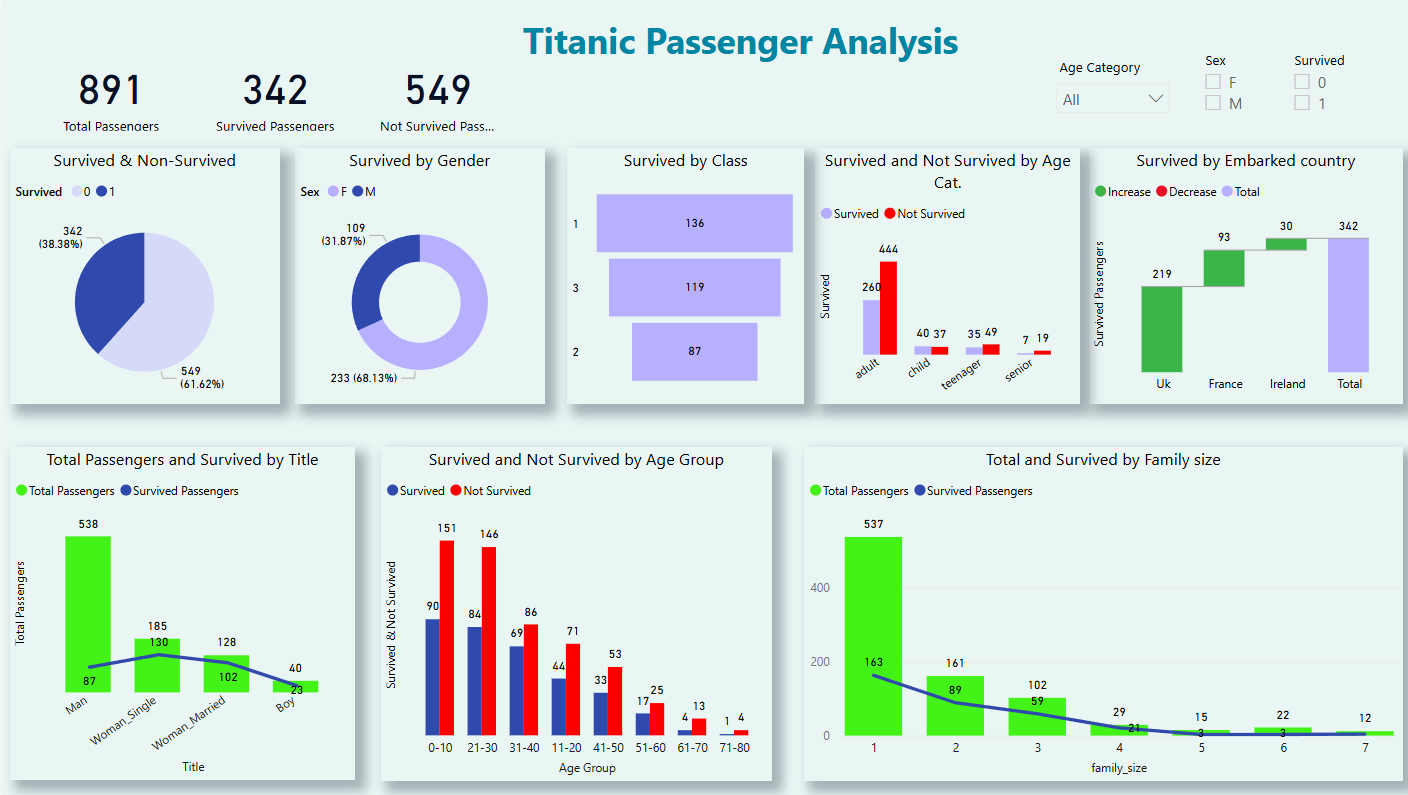 Titanic Passenger Analysis
891
Total Passengers
342
Survived Passengers
549
Not Survived Pass...
Age Category
All
Sex
F
M
Survived
0
1
Survived & Non-Survived
Survived 0 1
342
(38.38%)
549
(61.62%)
Survived by Gender
Sex F M
109
(31.87%)
233 (68.13%)
Survived by Class
1 136
3 119
2 87
Survived and Not Survived by Age
Cat.
Survived Not Survived
Survived
444
260
40 37
35 49
7 19
adult child teenager senior
Survived by Embarked country
Increase Decrease Total
Survived Passengers
219 93 30 342
Uk France Ireland Total
Total Passengers and Survived by Title
Total Passengers Survived Passengers
Total Passengers
538
87
185
130
128
102
40
23
Man Woman_Single Woman_Married Boy
Title
Survived and Not Survived by Age Group
Survived Not Survived
Survived & Not Survived
90 151
84 146
69 86
44 71
33 53
17 25
4 13
1 4
0-10 21-30 31-40 11-20 41-50 51-60 61-70 71-80
Age Group
Total and Survived by Family size
Total Passengers Survived Passengers
400
200
0
537
163
161
89
102
59
29
21
15
3
22
3
12
1 2 3 4 5 6 7
family_size